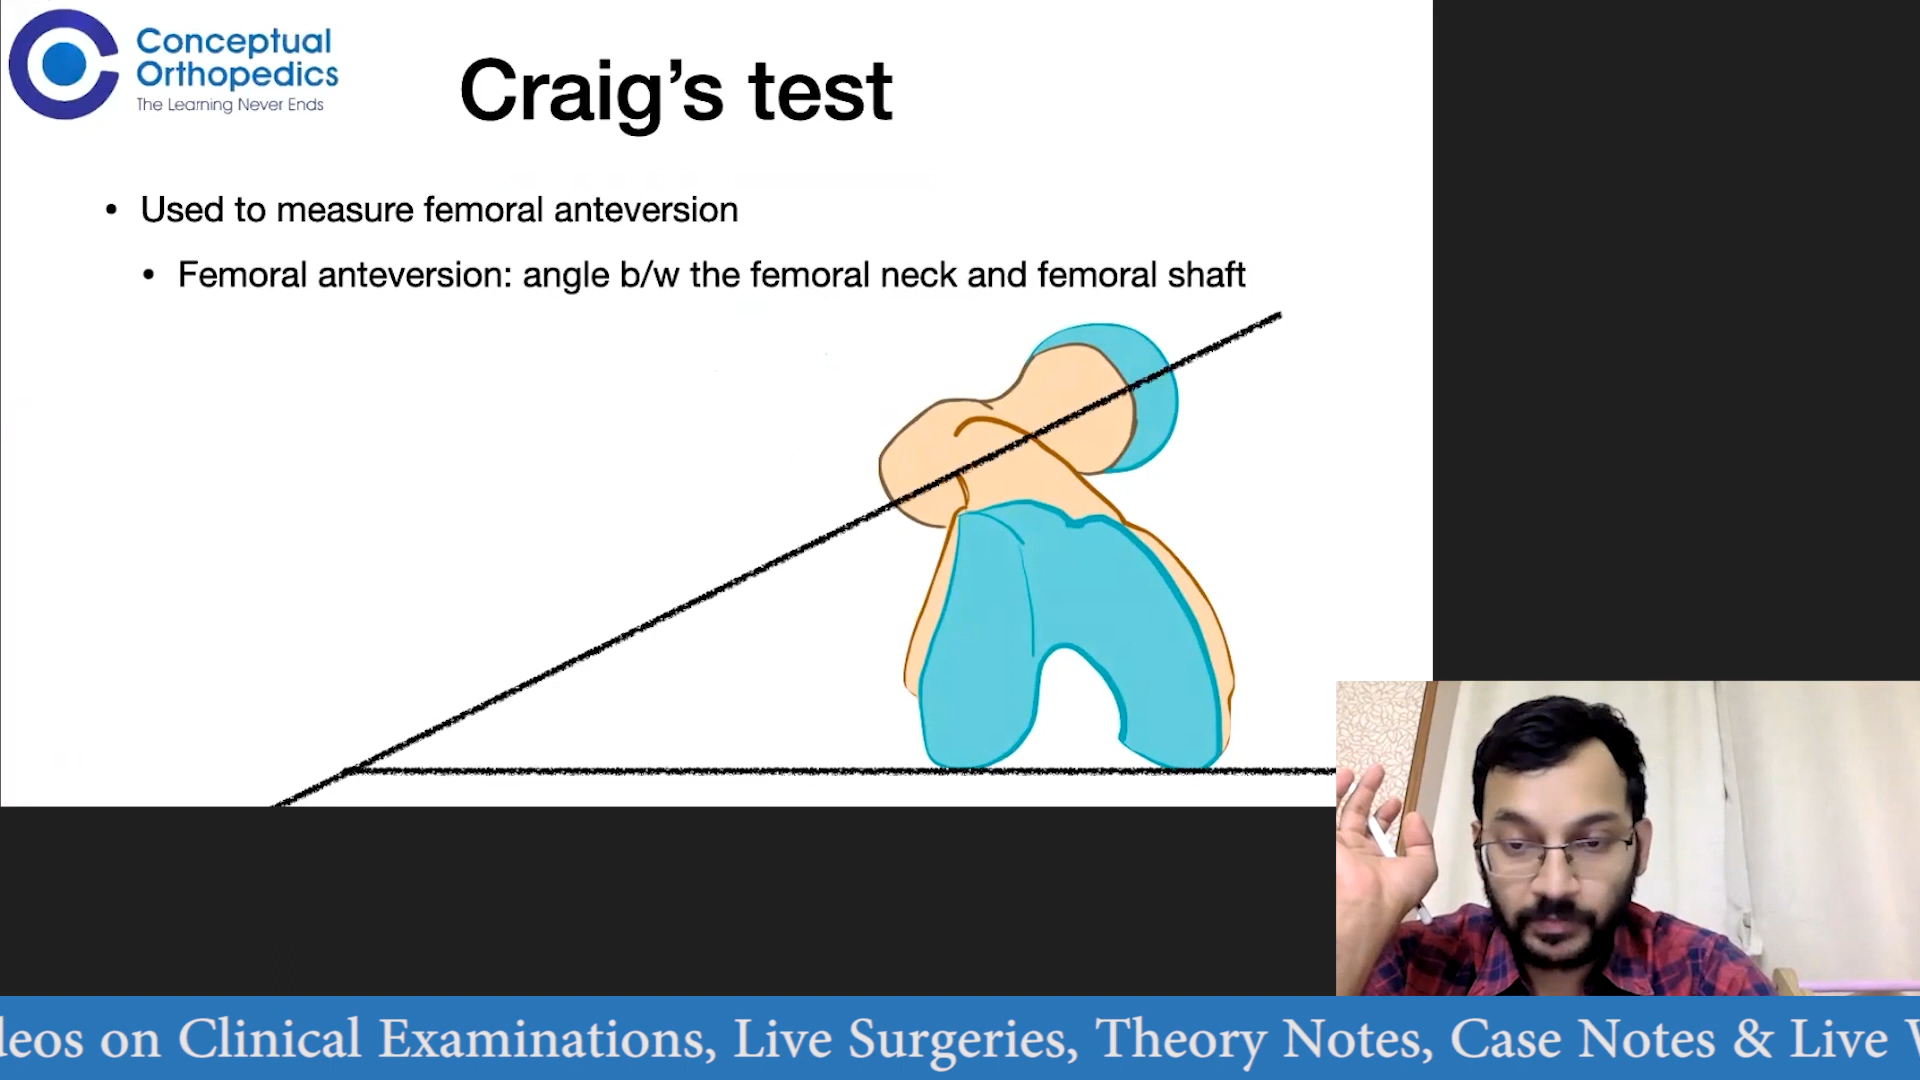 Conceptual
Orthopedics
The Learning Never Ends
Craig's test
• Used to measure femoral anteversion
• Femoral anteversion: angle b/w the femoral neck and femoral shaft
deos on Clinical Examinations, Live Surgeries, Theory Notes, Case Notes & Live